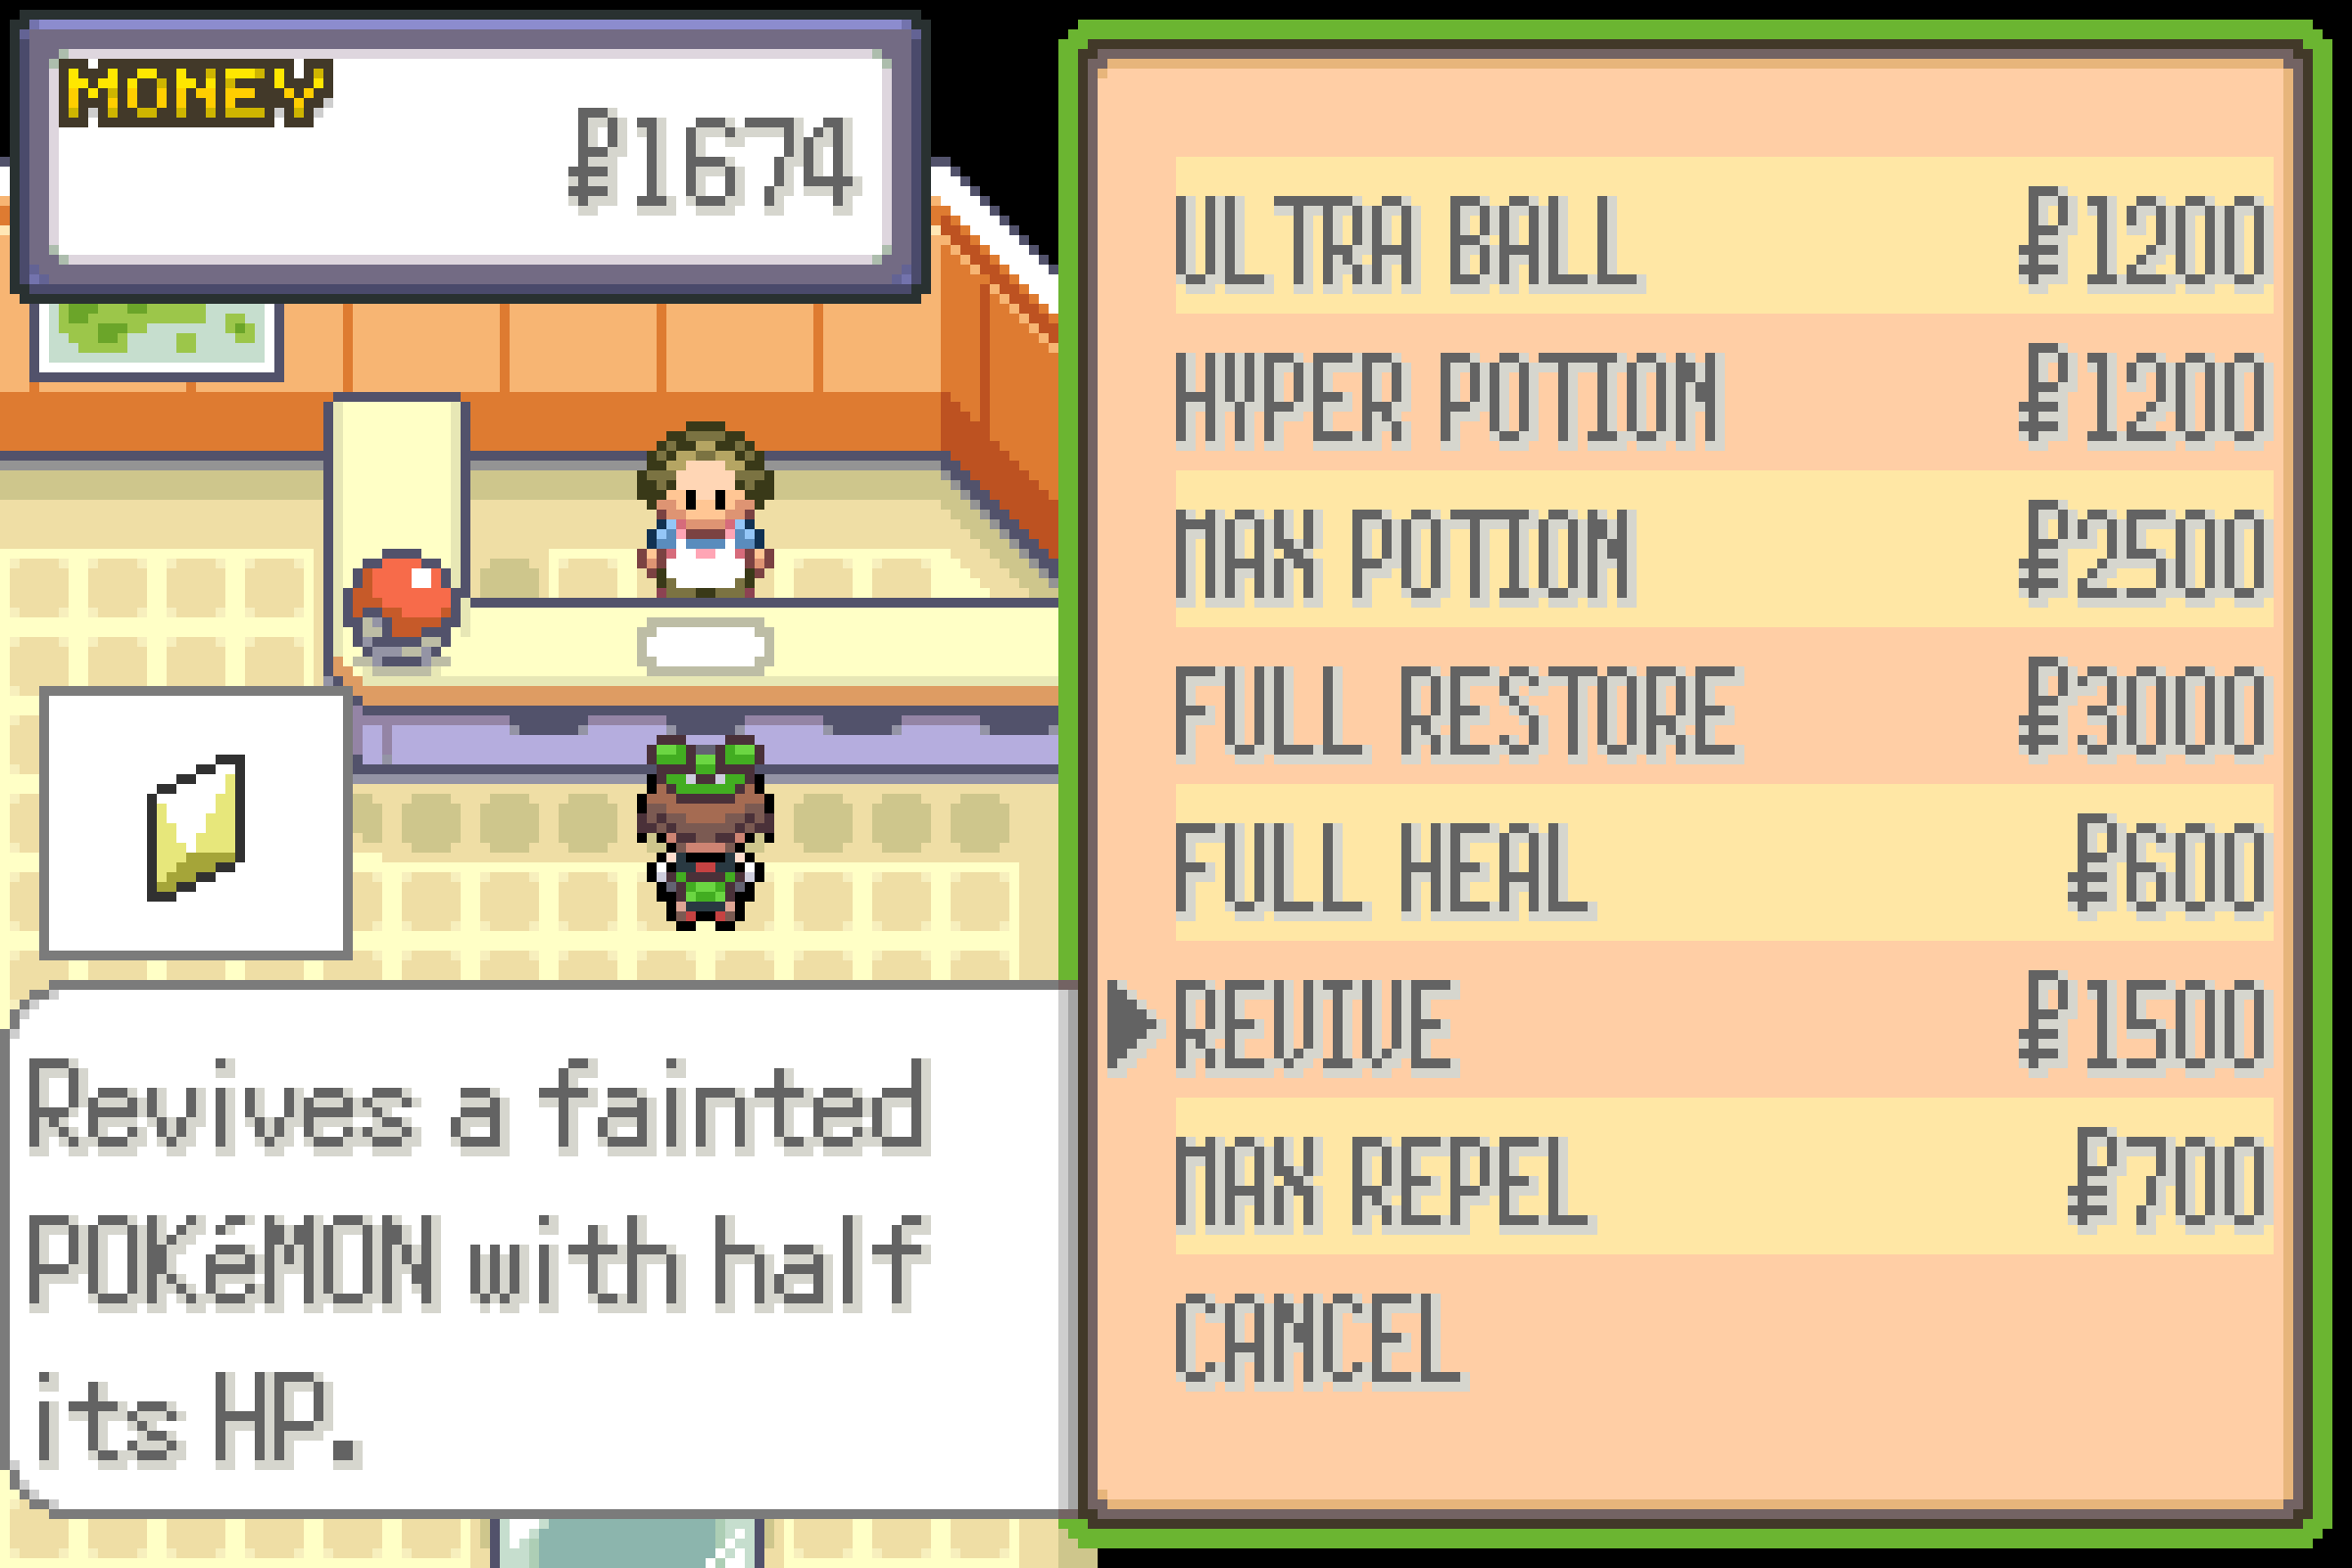 MONEY
₽1674
ULTRA BALL ₽1200
HYPER POTION ₽1200
MAX POTION ₽2500
FULL RESTORE ₽3000
FULL HEAL ₽600
REVIVE ₽1500
MAX REPEL ₽700
CANCEL
Revives a fainted
POKéMON with half
its HP.